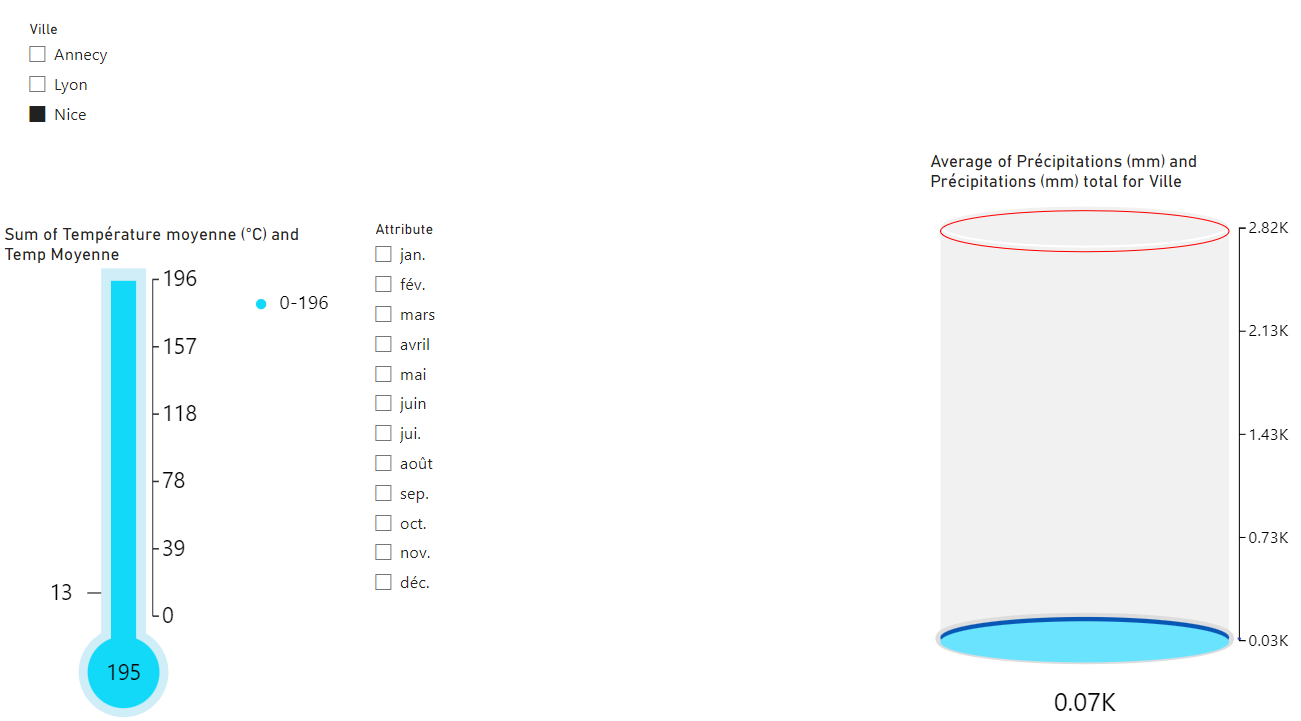 Ville
Annecy
Lyon
Nice
Average of Précipitations (mm) and
Précipitations (mm) total for Ville
2.82K
2.13K
1.43K
0.73K
0.03K
0.07K
Sum of Température moyenne (°C) and
Temp Moyenne
196
157
118
78
39
0
13
195
0-196
Attribute
jan.
fév.
mars
avril
mai
juin
jui.
août
sep.
oct.
nov.
déc.